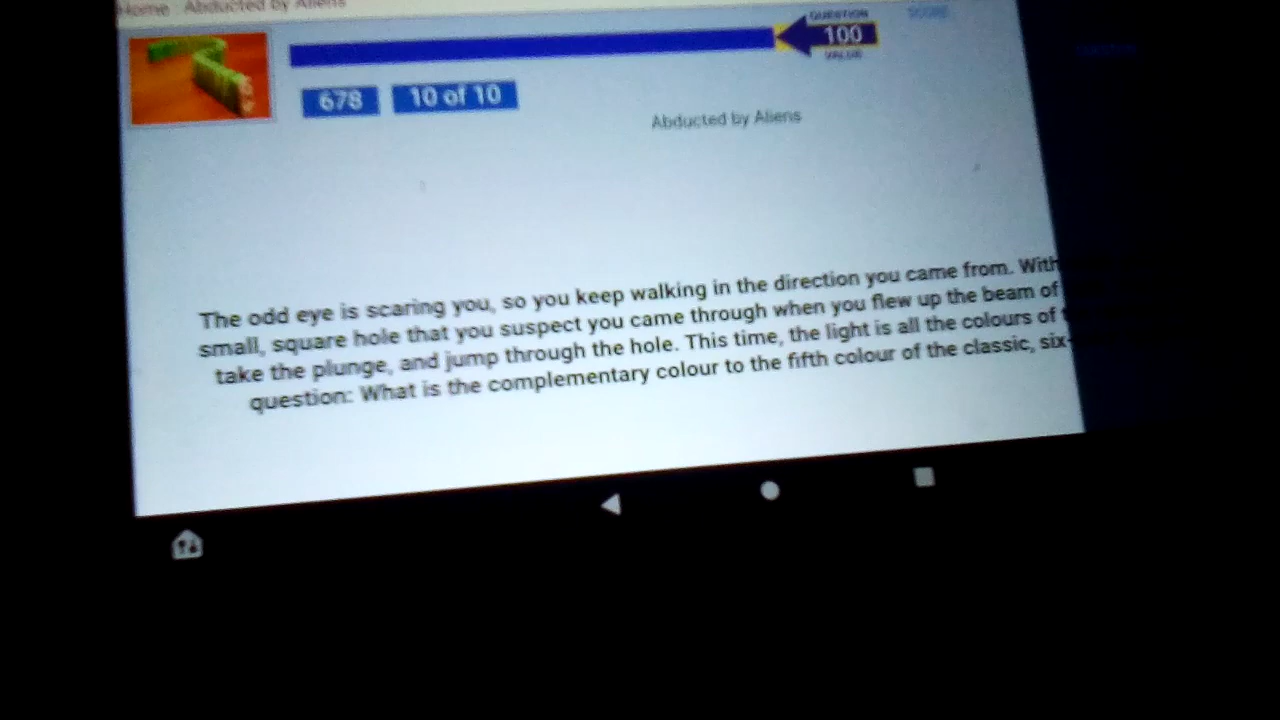 Home Abducted by Aliens
QUESTION
100
VALUE
SCORE
678 10 of 10
Abducted by Aliens
The odd eye is scaring you, so you keep walking in the direction you came from. With
small, square hole that you suspect you came through when you flew up the beam of
take the plunge, and jump through the hole. This time, the light is all the colours of
question: What is the complementary colour to the fifth colour of the classic, six-